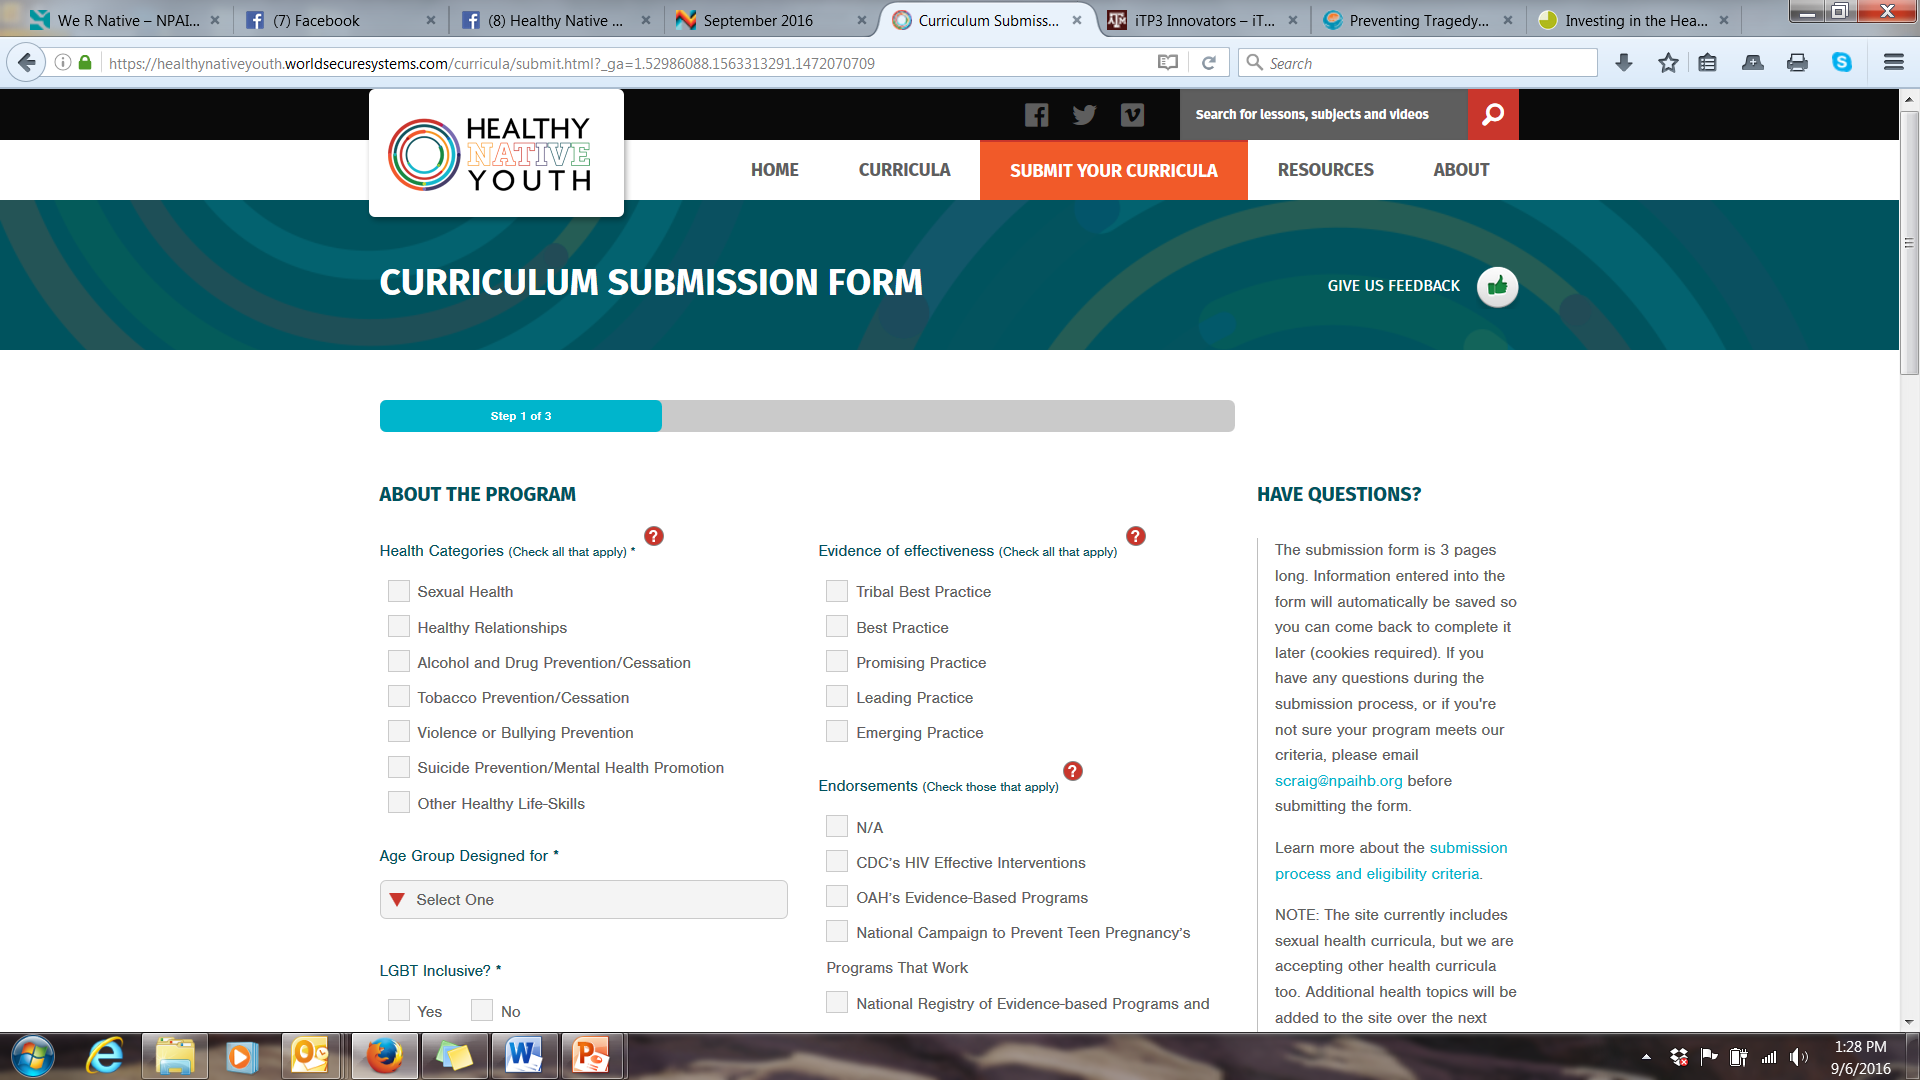 We R Native – NPAI...
(7) Facebook
(8) Healthy Native ...
September 2016
Curriculum Submiss...
iTP3 Innovators – iT...
Preventing Tragedy...
Investing in the Hea...
https://healthynativeyouth.worldsecuresystems.com/curricula/submit.html?_ga=1.52986088.1563313291.1472070709
Search
HEALTHY
NATIVE
YOUTH
Search for lessons, subjects and videos
HOME
CURRICULA
SUBMIT YOUR CURRICULA
RESOURCES
ABOUT
CURRICULUM SUBMISSION FORM
GIVE US FEEDBACK
Step 1 of 3
ABOUT THE PROGRAM
Health Categories (Check all that apply) *
?
Sexual Health
Healthy Relationships
Alcohol and Drug Prevention/Cessation
Tobacco Prevention/Cessation
Violence or Bullying Prevention
Suicide Prevention/Mental Health Promotion
Other Healthy Life-Skills
Age Group Designed for *
Select One
LGBT Inclusive? *
Yes
No
Evidence of effectiveness (Check all that apply)
?
Tribal Best Practice
Best Practice
Promising Practice
Leading Practice
Emerging Practice
Endorsements (Check those that apply)
?
N/A
CDC's HIV Effective Interventions
OAH's Evidence-Based Programs
National Campaign to Prevent Teen Pregnancy's
Programs That Work
National Registry of Evidence-based Programs and
HAVE QUESTIONS?
The submission form is 3 pages
long. Information entered into the
form will automatically be saved so
you can come back to complete it
later (cookies required). If you
have any questions during the
submission process, or if you're
not sure your program meets our
criteria, please email
scraig@npaihb.org before
submitting the form.
Learn more about the submission
process and eligibility criteria.
NOTE: The site currently includes
sexual health curricula, but we are
accepting other health curricula
too. Additional health topics will be
added to the site over the next
1:28 PM
9/6/2016